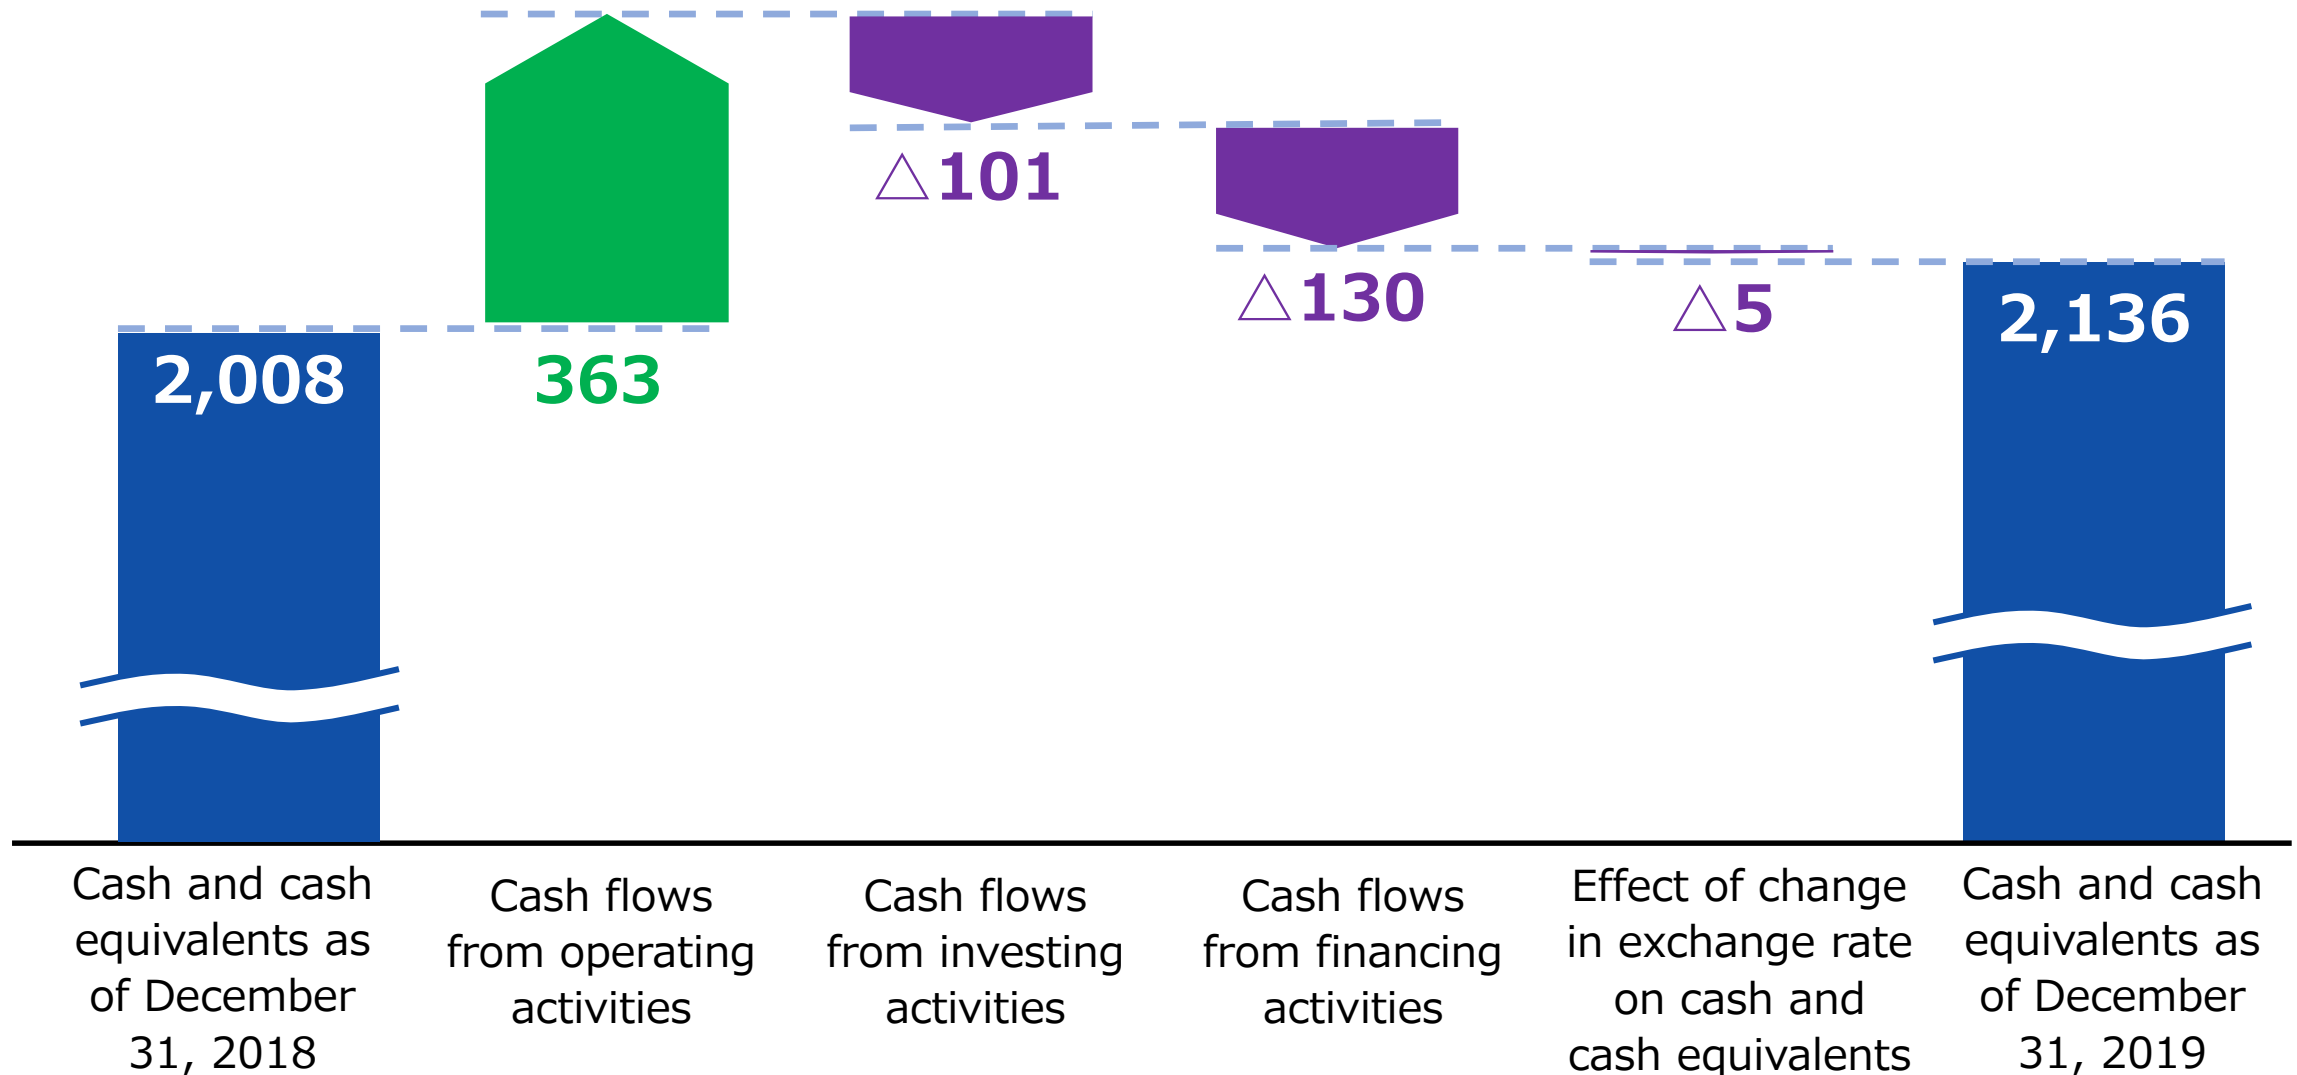 2,008
363
△101
△130
△5
2,136
Cash and cash
equivalents as
of December
31, 2018
Cash flows
from operating
activities
Cash flows
from investing
activities
Cash flows
from financing
activities
Effect of change
in exchange rate
on cash and
cash equivalents
Cash and cash
equivalents as
of December
31, 2019